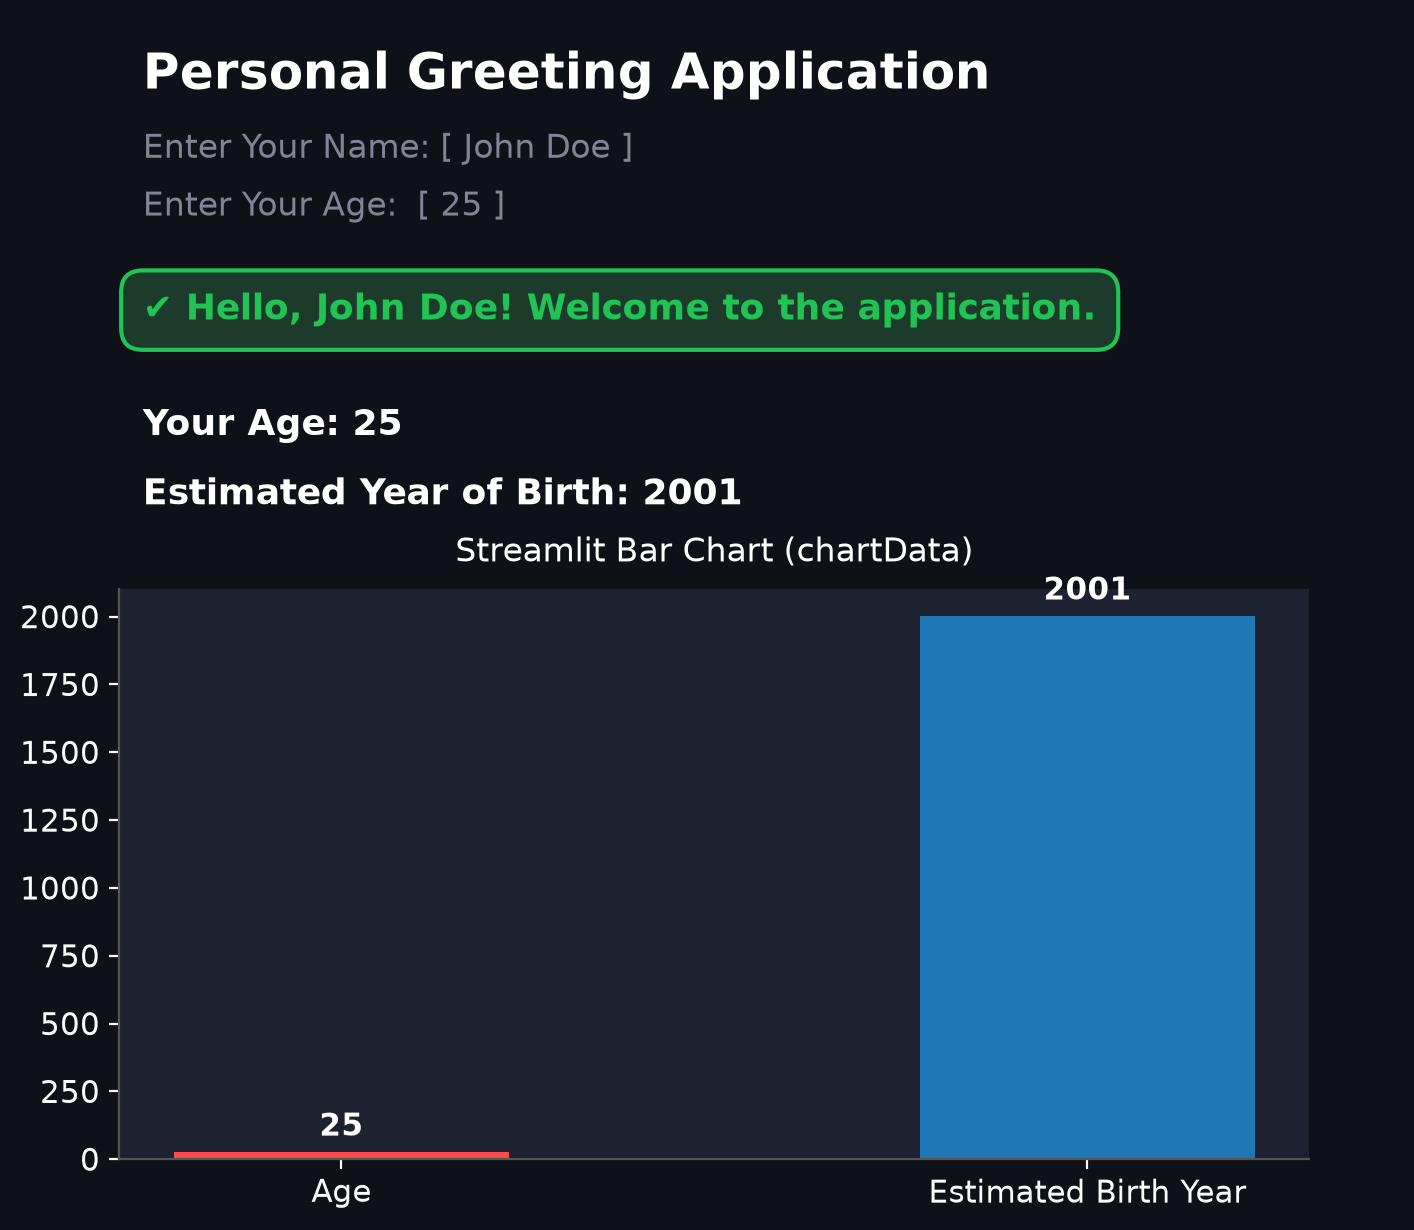 Personal Greeting Application
Enter Your Name: [ John Doe ]
Enter Your Age:  [ 25 ]
✔ Hello, John Doe! Welcome to the application.
Your Age: 25
Estimated Year of Birth: 2001
Streamlit Bar Chart (chartData)
2001
2000
1750
1500
1250
1000
750
500
250
25
0
Age
Estimated Birth Year